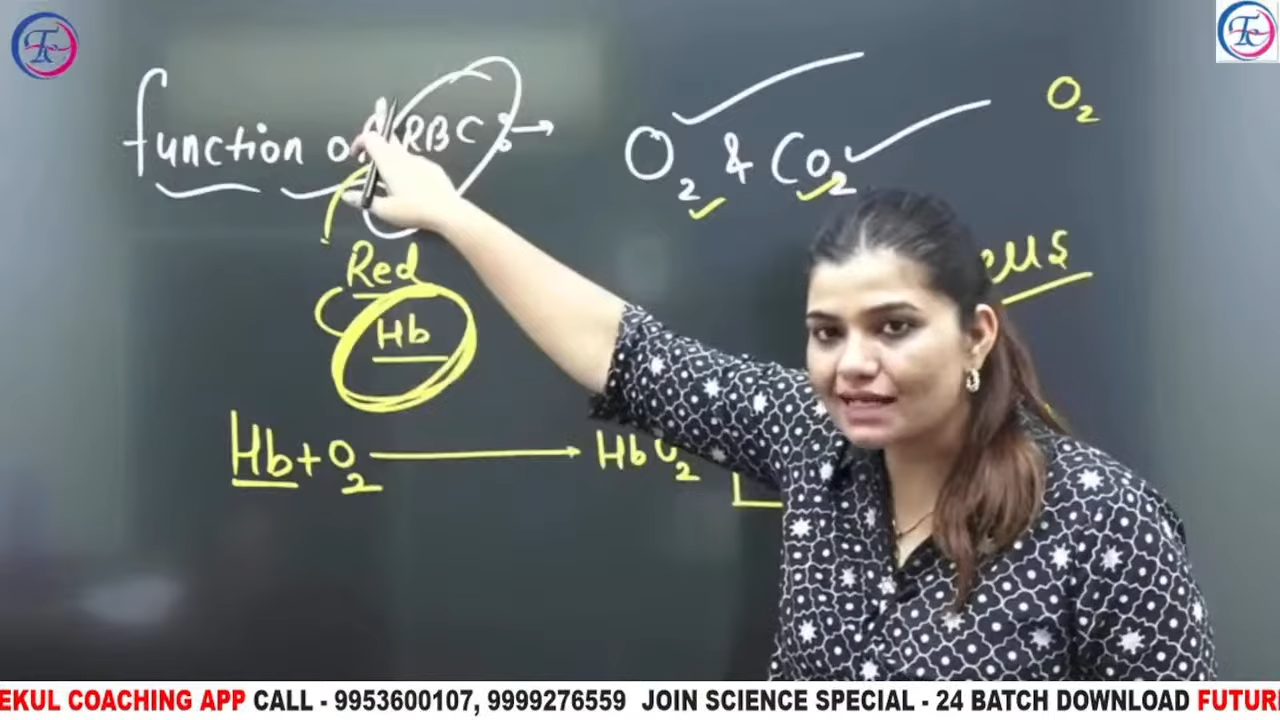 function of RBCs → O₂ & CO₂
O₂
Red
Hb
Hb + O₂ → HbO₂
EKUL COACHING APP CALL - 9953600107, 9999276559 JOIN SCIENCE SPECIAL - 24 BATCH DOWNLOAD FUTUR